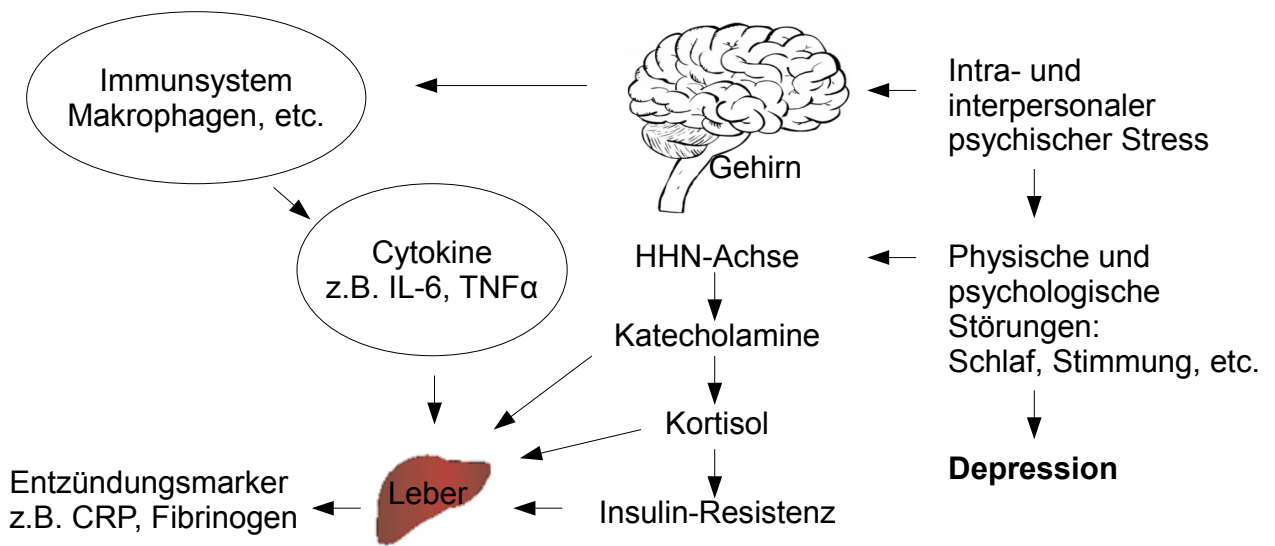 Immunsystem
Makrophagen, etc.
Gehirn
Intra- und
interpersonaler
psychischer Stress
Cytokine
z.B. IL-6, TNFα
HHN-Achse
Katecholamine
Kortisol
Insulin-Resistenz
Physische und
psychologische
Störungen:
Schlaf, Stimmung, etc.
Depression
Leber
Entzündungsmarker
z.B. CRP, Fibrinogen